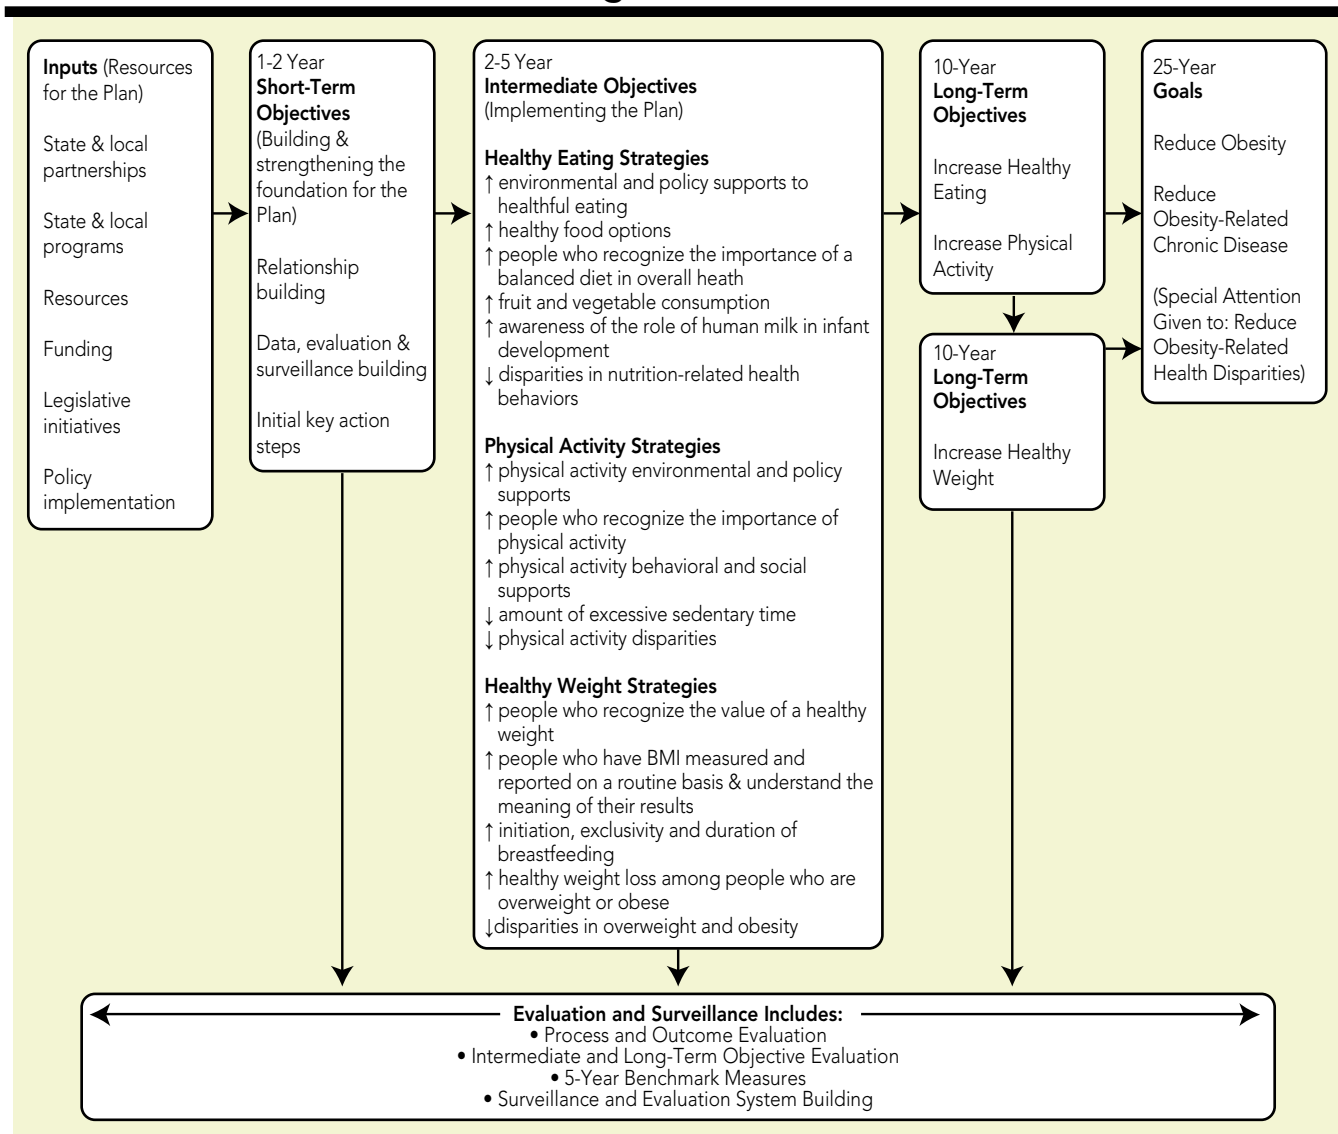 Inputs (Resources
for the Plan)
State & local
partnerships
State & local
programs
Resources
Funding
Legislative
initiatives
Policy
implementation
1-2 Year
Short-Term
Objectives
(Building &
strengthening the
foundation for the
Plan)
Relationship
building
Data, evaluation &
surveillance building
Initial key action
steps
2-5 Year
Intermediate Objectives
(Implementing the Plan)
Healthy Eating Strategies
↑ environmental and policy supports to
healthful eating
↑ healthy food options
↑ people who recognize the importance of a
balanced diet in overall heath
↑ fruit and vegetable consumption
↑ awareness of the role of human milk in infant
development
↓ disparities in nutrition-related health
behaviors
Physical Activity Strategies
↑ physical activity environmental and policy
supports
↑ people who recognize the importance of
physical activity
↑ physical activity behavioral and social
supports
↓ amount of excessive sedentary time
↓ physical activity disparities
Healthy Weight Strategies
↑ people who recognize the value of a healthy
weight
↑ people who have BMI measured and
reported on a routine basis & understand the
meaning of their results
↑ initiation, exclusivity and duration of
breastfeeding
↑ healthy weight loss among people who are
overweight or obese
↓disparities in overweight and obesity
10-Year
Long-Term
Objectives
Increase Healthy
Eating
Increase Physical
Activity
10-Year
Long-Term
Objectives
Increase Healthy
Weight
25-Year
Goals
Reduce Obesity
Reduce
Obesity-Related
Chronic Disease
(Special Attention
Given to: Reduce
Obesity-Related
Health Disparities)
Evaluation and Surveillance Includes:
• Process and Outcome Evaluation
• Intermediate and Long-Term Objective Evaluation
• 5-Year Benchmark Measures
• Surveillance and Evaluation System Building